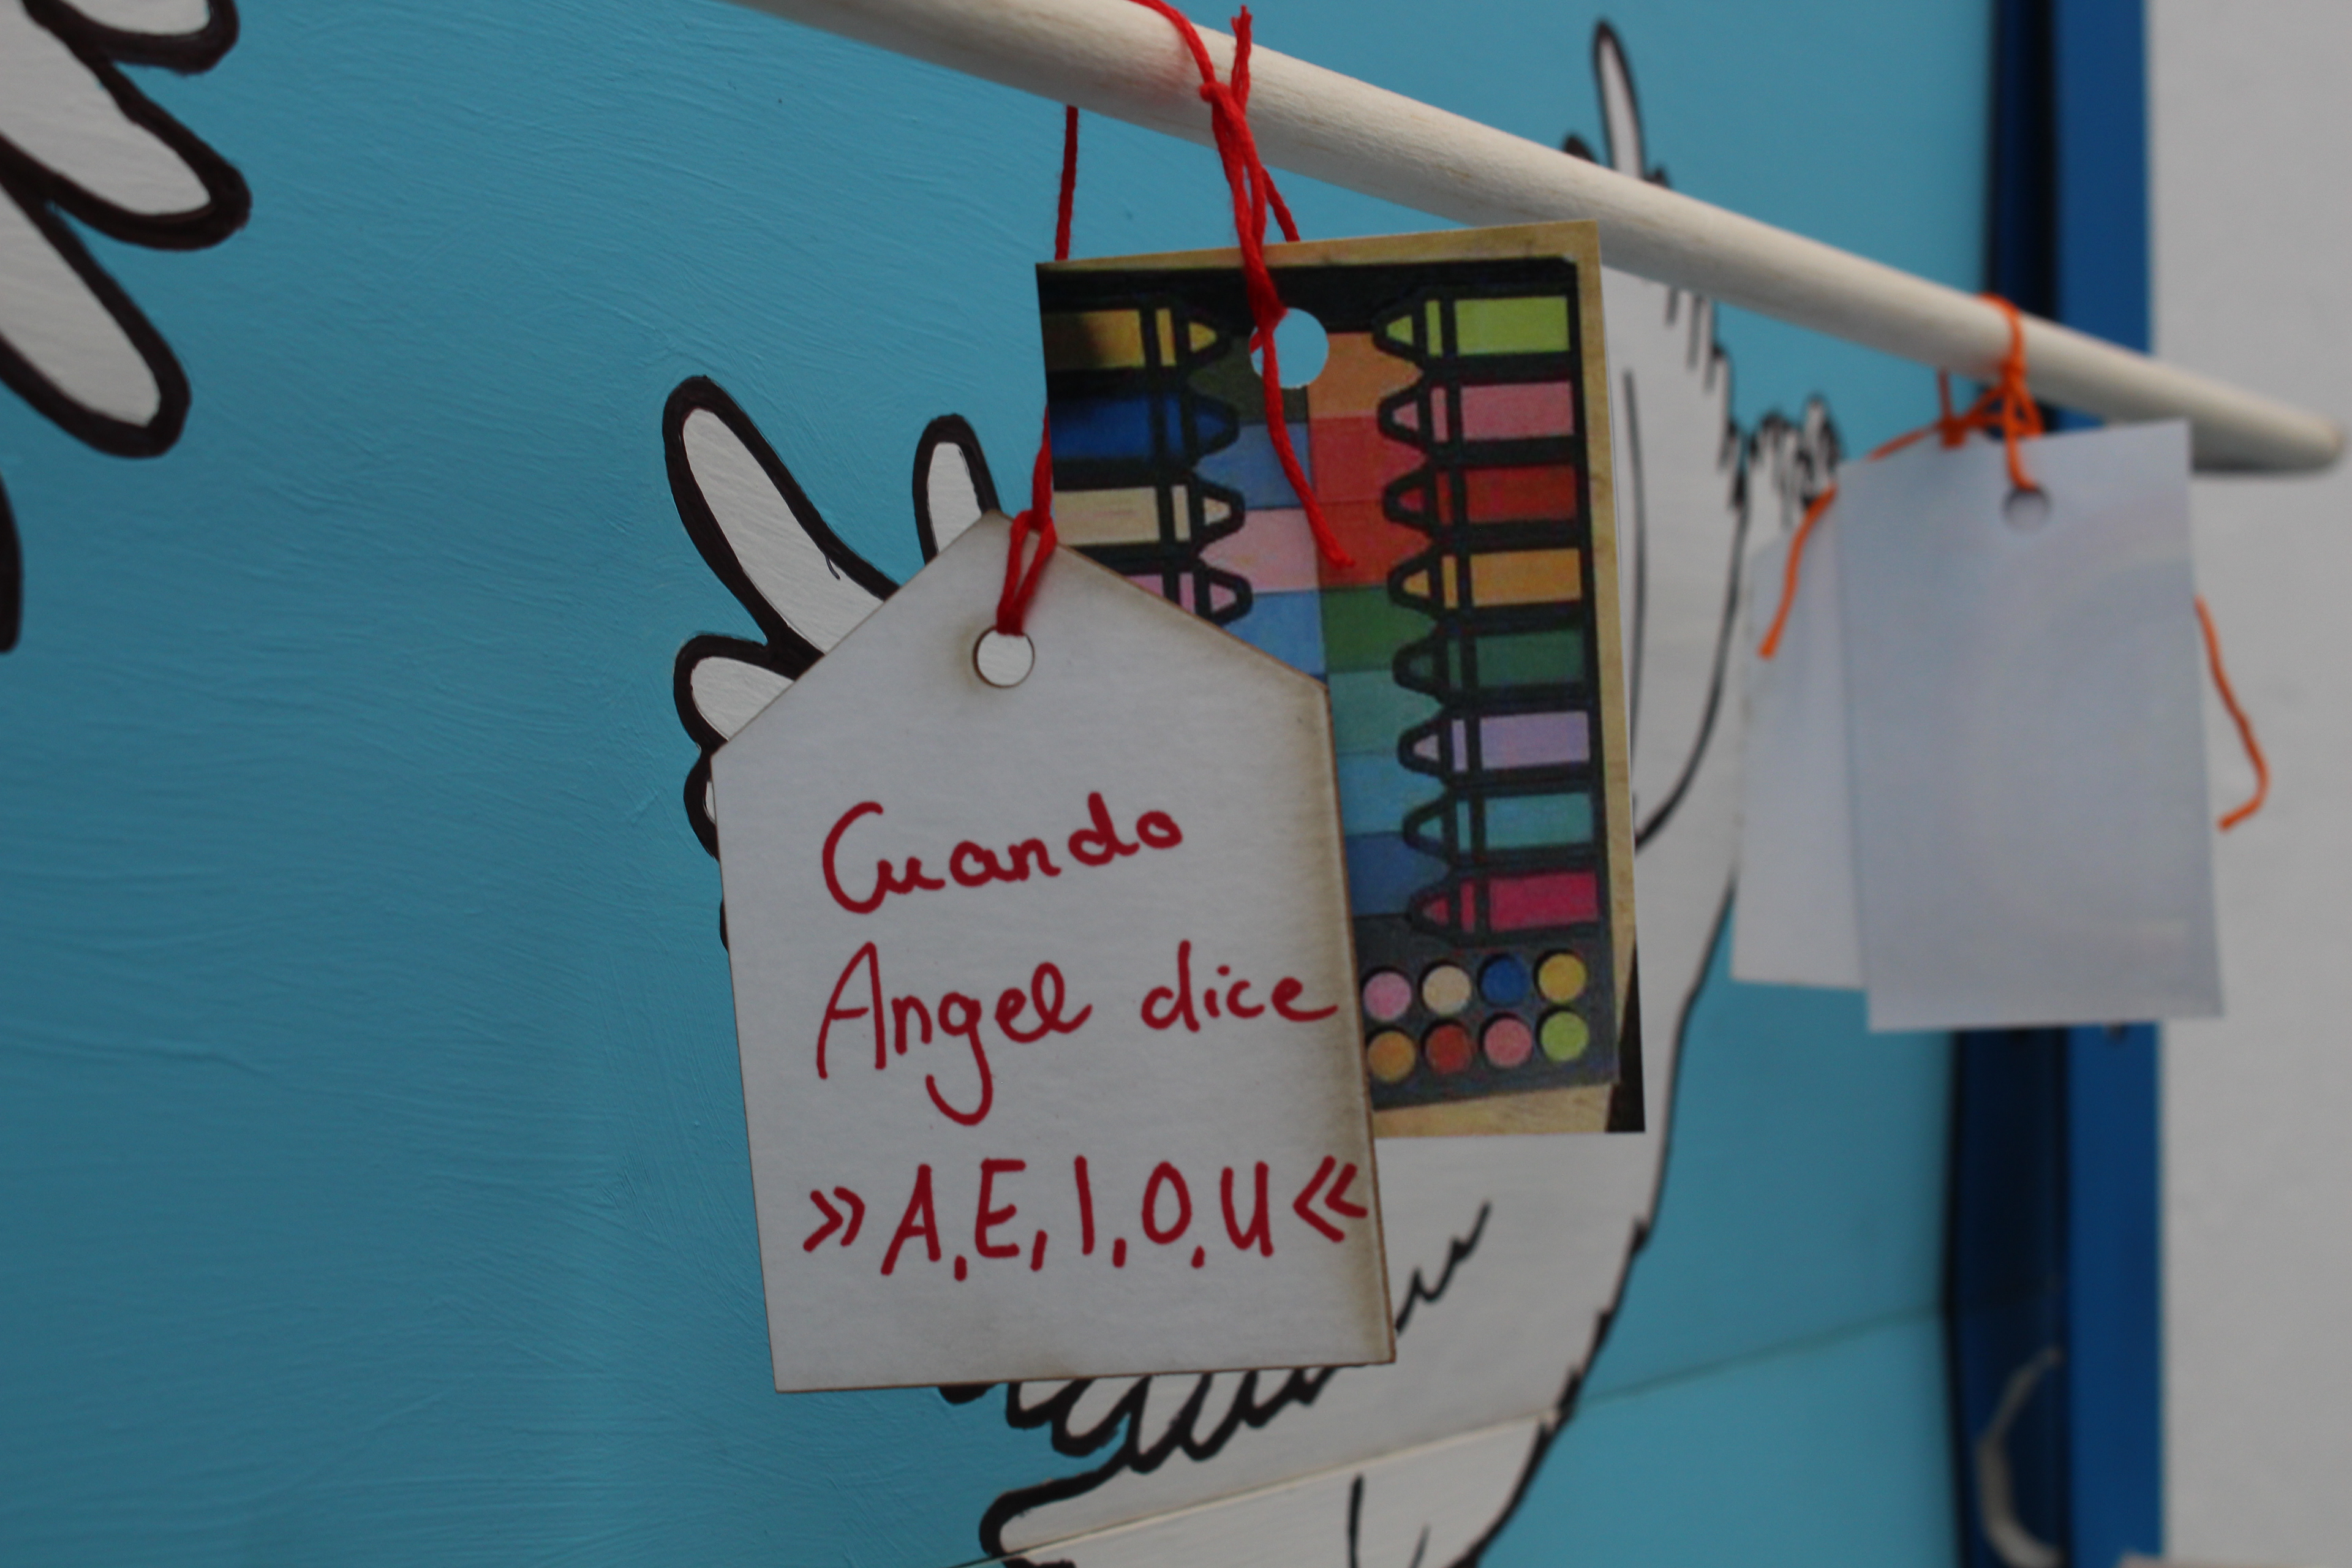 Cuando
Angel dice
»A,E,I,O,U«